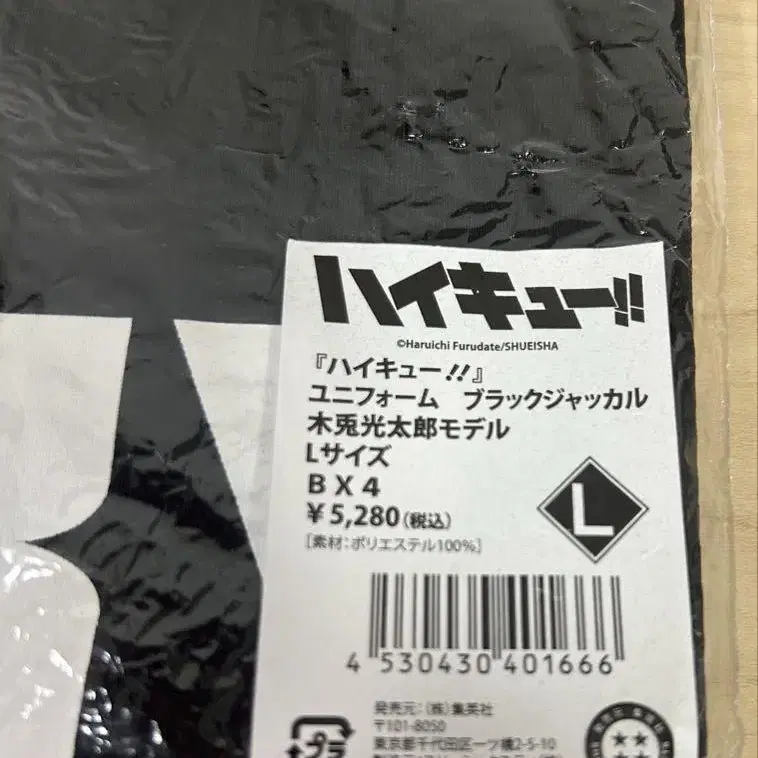 ハイキュー!!
©Haruichi Furudate/SHUEISHA
『ハイキュー!!』
ユニフォーム　ブラックジャッカル
木兎光太郎モデル
Lサイズ
BX4
¥5,280(税込)
[素材:ポリエステル100%]
L
4 530430 401666
発売元:(株)集英社
〒101-8050
東京都千代田区一ツ橋2-5-10
プラ